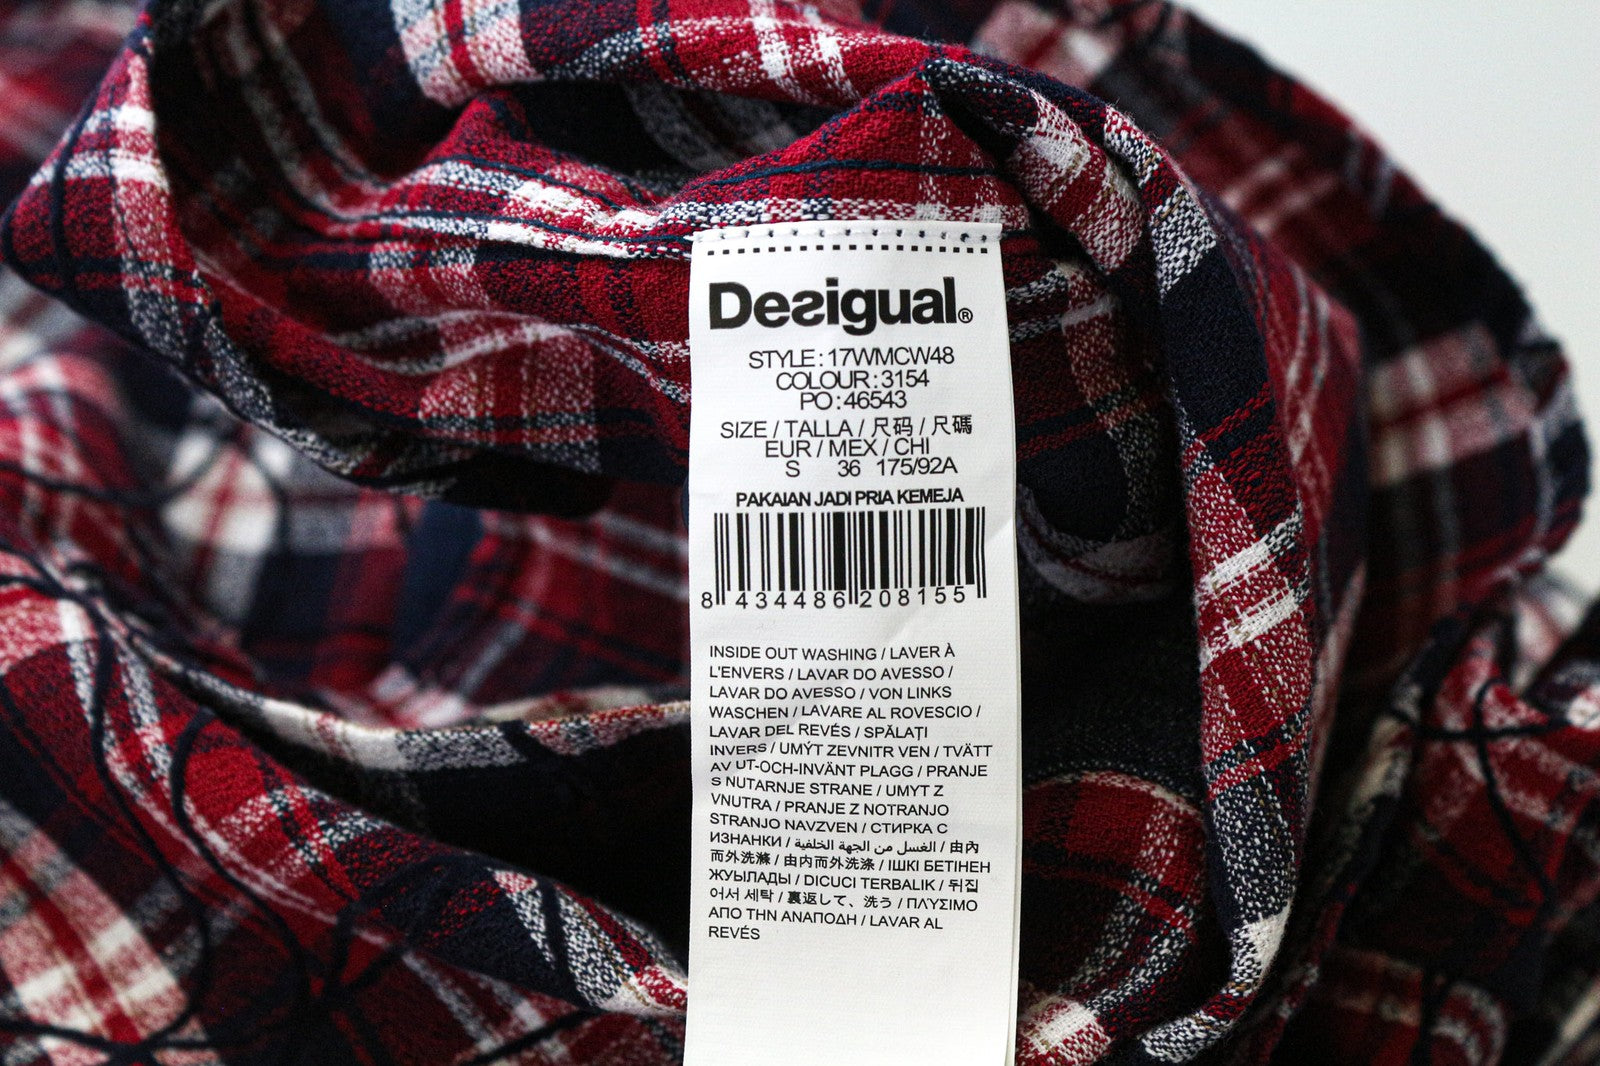 Desigual®
STYLE:17WMCW48
COLOUR:3154
PO:46543
SIZE / TALLA / 尺码 / 尺碼
EUR / MEX / CHI
S 36 175/92A
PAKAIAN JADI PRIA KEMEJA
8 434486 208155
INSIDE OUT WASHING / LAVER À
L'ENVERS / LAVAR DO AVESSO /
LAVAR DO AVESSO / VON LINKS
WASCHEN / LAVARE AL ROVESCIO /
LAVAR DEL REVÉS / SPĂLAȚI
INVERS / UMÝT ZEVNITR VEN / TVÄTT
AV UT-OCH-INVÄNT PLAGG / PRANJE
S NUTARNJE STRANE / UMYT Z
VNUTRA / PRANJE Z NOTRANJO
STRANJO NAVZVEN / СТИРКА С
ИЗНАНКИ / الغسل من الجهة الخلفية / 由內
而外洗滌 / 由内而外洗涤 / ІШКІ БЕТІНЕН
ЖУЫЛАДЫ / DICUCI TERBALIK / 뒤집
어서 세탁 / 裏返して、洗う / ΠΛΥΣΙΜΟ
ΑΠΟ ΤΗΝ ΑΝΑΠΟΔΗ / LAVAR AL
REVÉS